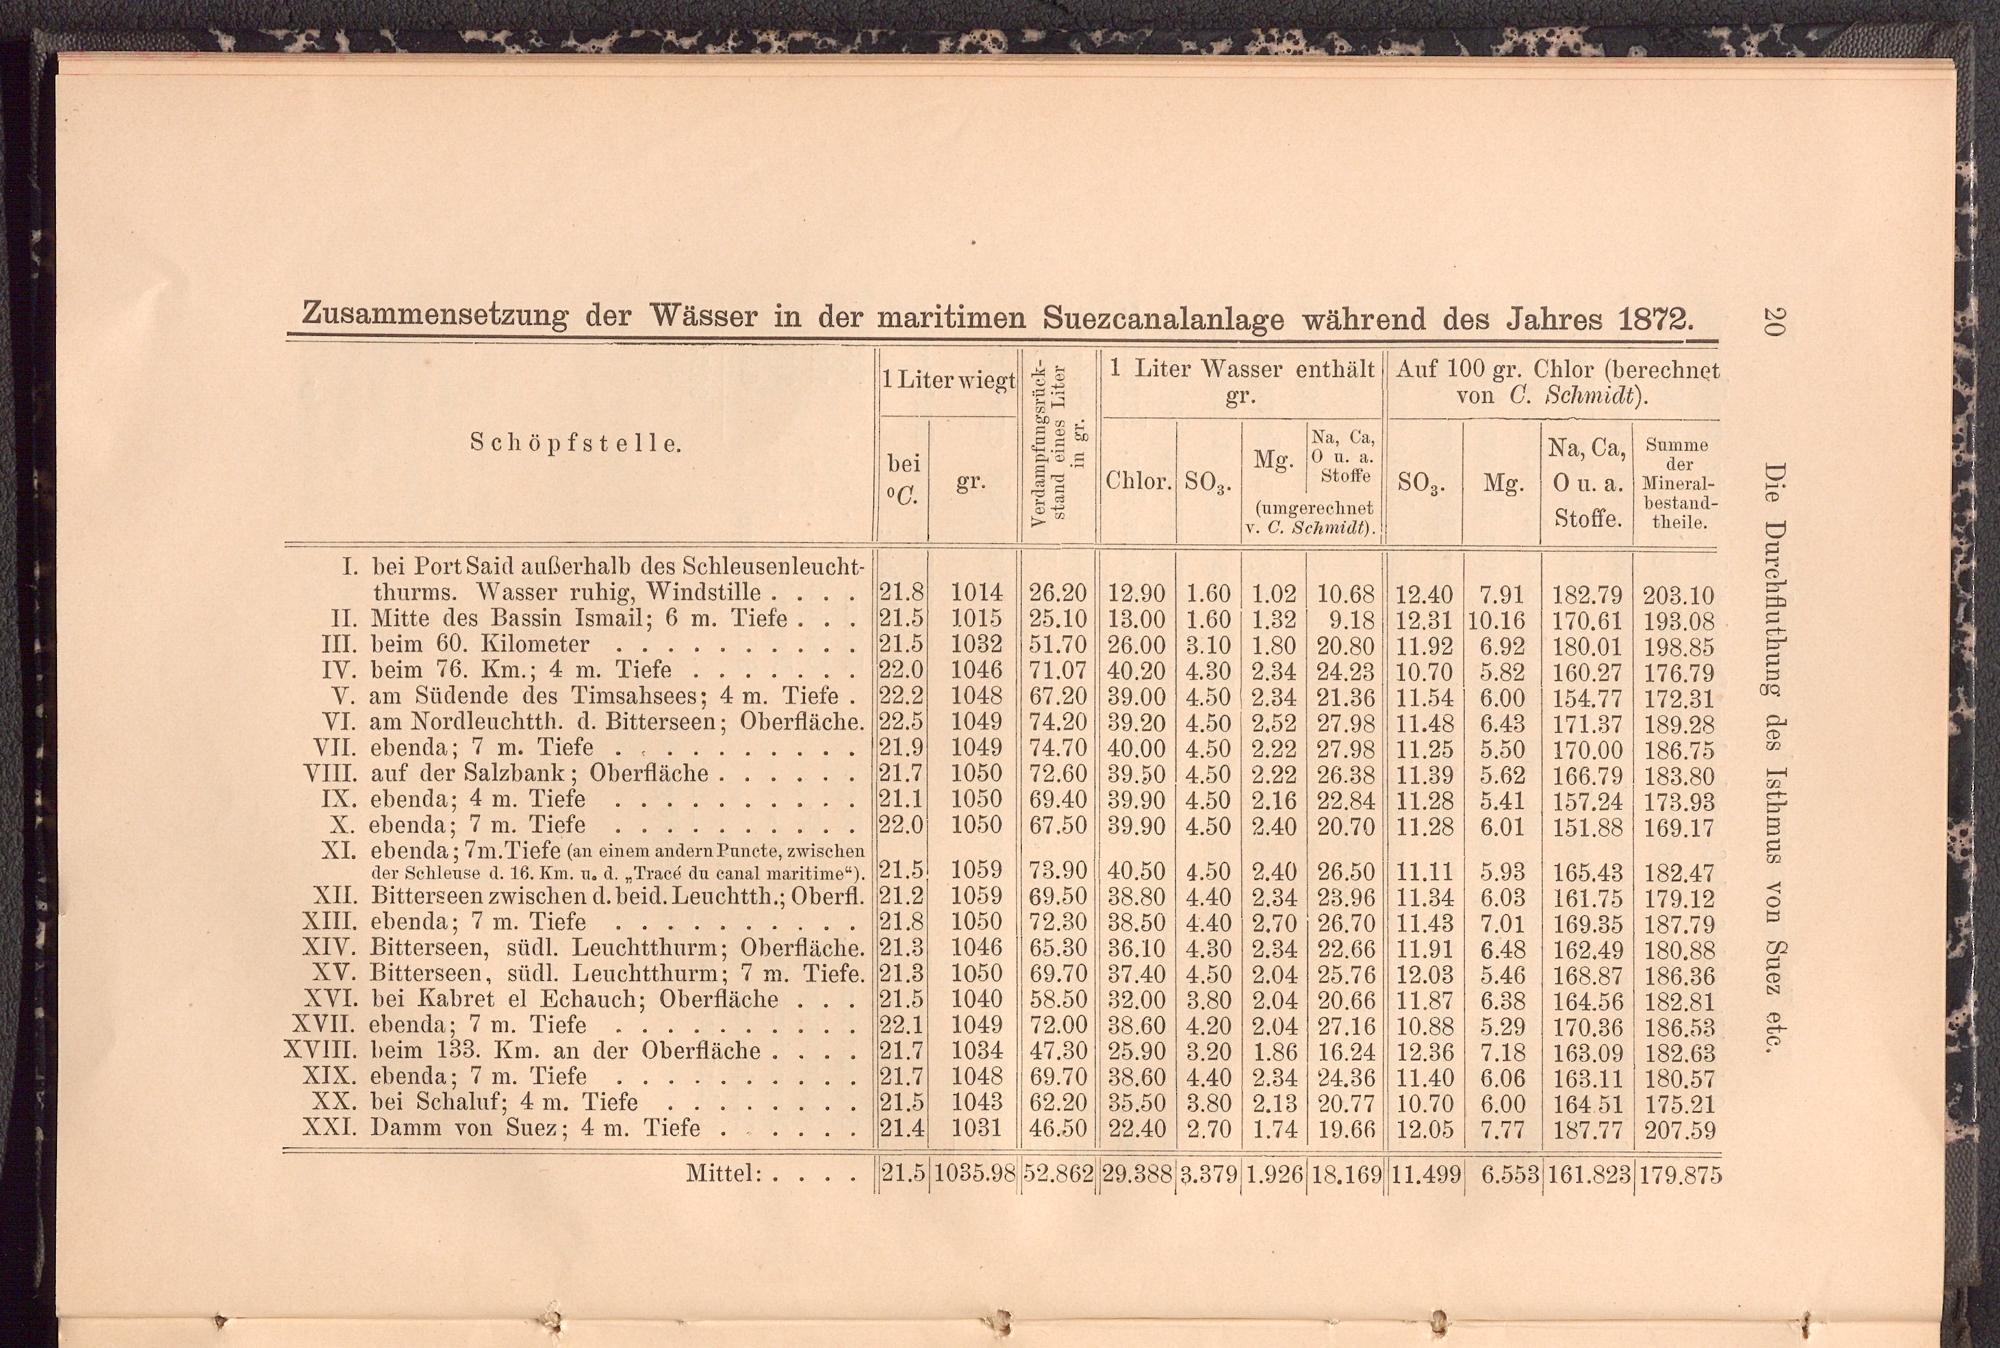 Zusammensetzung der Wässer in der maritimen Suezcanalanlage während des Jahres 1872.
Schöpfstelle.
1 Liter wiegt
bei °C.
gr.
Verdampfungsrück-
stand eines Liter
in gr.
1 Liter Wasser enthält
gr.
Chlor.
SO3.
Mg.
Na, Ca,
O u. a.
Stoffe
(umgerechnet
v. C. Schmidt).
Auf 100 gr. Chlor (berechnet
von C. Schmidt).
SO3.
Mg.
Na, Ca,
O u. a.
Stoffe.
Summe
der
Mineral-
bestand-
theile.
I. bei Port Said außerhalb des Schleusenleucht-
thurms. Wasser ruhig, Windstille . . . . 21.8 1014 26.20 12.90 1.60 1.02 10.68 12.40 7.91 182.79 203.10
II. Mitte des Bassin Ismail; 6 m. Tiefe . . . 21.5 1015 25.10 13.00 1.60 1.32 9.18 12.31 10.16 170.61 193.08
III. beim 60. Kilometer . . . . . . . . . . 21.5 1032 51.70 26.00 3.10 1.80 20.80 11.92 6.92 180.01 198.85
IV. beim 76. Km.; 4 m. Tiefe . . . . . . . 22.0 1046 71.07 40.20 4.30 2.34 24.23 10.70 5.82 160.27 176.79
V. am Südende des Timsahsees; 4 m. Tiefe . 22.2 1048 67.20 39.00 4.50 2.34 21.36 11.54 6.00 154.77 172.31
VI. am Nordleuchtth. d. Bitterseen; Oberfläche. 22.5 1049 74.20 39.20 4.50 2.52 27.98 11.48 6.43 171.37 189.28
VII. ebenda; 7 m. Tiefe . . . . . . . . . . 21.9 1049 74.70 40.00 4.50 2.22 27.98 11.25 5.50 170.00 186.75
VIII. auf der Salzbank; Oberfläche . . . . . . 21.7 1050 72.60 39.50 4.50 2.22 26.38 11.39 5.62 166.79 183.80
IX. ebenda; 4 m. Tiefe . . . . . . . . . . 21.1 1050 69.40 39.90 4.50 2.16 22.84 11.28 5.41 157.24 173.93
X. ebenda; 7 m. Tiefe . . . . . . . . . . 22.0 1050 67.50 39.90 4.50 2.40 20.70 11.28 6.01 151.88 169.17
XI. ebenda; 7m. Tiefe (an einem andern Puncte, zwischen
der Schleuse d. 16. Km. u. d. „Tracé du canal maritime“). 21.5 1059 73.90 40.50 4.50 2.40 26.50 11.11 5.93 165.43 182.47
XII. Bitterseen zwischen d. beid. Leuchtth.; Oberfl. 21.2 1059 69.50 38.80 4.40 2.34 23.96 11.34 6.03 161.75 179.12
XIII. ebenda; 7 m. Tiefe . . . . . . . . . . 21.8 1050 72.30 38.50 4.40 2.70 26.70 11.43 7.01 169.35 187.79
XIV. Bitterseen, südl. Leuchtthurm; Oberfläche. 21.3 1046 65.30 36.10 4.30 2.34 22.66 11.91 6.48 162.49 180.88
XV. Bitterseen, südl. Leuchtthurm; 7 m. Tiefe. 21.3 1050 69.70 37.40 4.50 2.04 25.76 12.03 5.46 168.87 186.36
XVI. bei Kabret el Echauch; Oberfläche . . . 21.5 1040 58.50 32.00 3.80 2.04 20.66 11.87 6.38 164.56 182.81
XVII. ebenda; 7 m. Tiefe . . . . . . . . . . 22.1 1049 72.00 38.60 4.20 2.04 27.16 10.88 5.29 170.36 186.53
XVIII. beim 133. Km. an der Oberfläche . . . . 21.7 1034 47.30 25.90 3.20 1.86 16.24 12.36 7.18 163.09 182.63
XIX. ebenda; 7 m. Tiefe . . . . . . . . . . 21.7 1048 69.70 38.60 4.40 2.34 24.36 11.40 6.06 163.11 180.57
XX. bei Schaluf; 4 m. Tiefe . . . . . . . . 21.5 1043 62.20 35.50 3.80 2.13 20.77 10.70 6.00 164.51 175.21
XXI. Damm von Suez; 4 m. Tiefe . . . . . . 21.4 1031 46.50 22.40 2.70 1.74 19.66 12.05 7.77 187.77 207.59
Mittel: . . . . 21.5 1035.98 52.862 29.388 3.379 1.926 18.169 11.499 6.553 161.823 179.875
20 Die Durchfluthung des Isthmus von Suez etc.